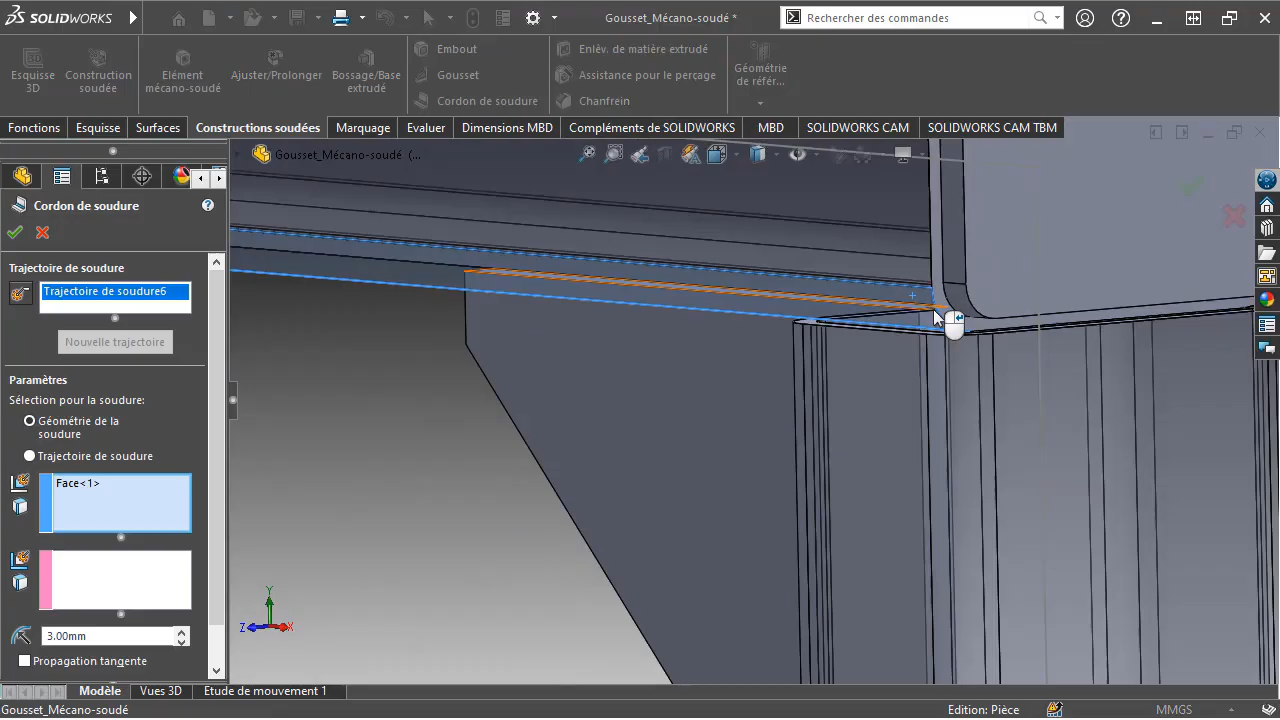 SOLIDWORKS
Gousset_Mécano-soudé *
Rechercher des commandes
Esquisse 3D
Construction soudée
Elément mécano-soudé
Ajuster/Prolonger
Bossage/Base extrudé
Embout
Gousset
Cordon de soudure
Enlèv. de matière extrudé
Assistance pour le perçage
Chanfrein
Géométrie de référ...
Fonctions
Esquisse
Surfaces
Constructions soudées
Marquage
Evaluer
Dimensions MBD
Compléments de SOLIDWORKS
MBD
SOLIDWORKS CAM
SOLIDWORKS CAM TBM
Gousset_Mécano-soudé (...
Cordon de soudure
Trajectoire de soudure
Trajectoire de soudure6
Nouvelle trajectoire
Paramètres
Sélection pour la soudure:
Géométrie de la
soudure
Trajectoire de soudure
Face<1>
3.00mm
Propagation tangente
Y
Z
X
Modèle
Vues 3D
Etude de mouvement 1
Gousset_Mécano-soudé
Edition: Pièce
MMGS